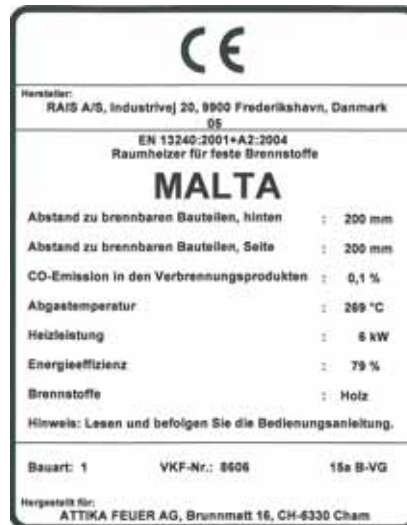 CE
Hersteller:
RAIS A/S, Industrivej 20, 9900 Frederikshavn, Danmark
05
EN 13240:2001+A2:2004
Raumheizer für feste Brennstoffe
MALTA
Abstand zu brennbaren Bauteilen, hinten : 200 mm
Abstand zu brennbaren Bauteilen, Seite : 200 mm
CO-Emission in den Verbrennungsprodukten : 0,1 %
Abgastemperatur : 269 °C
Heizleistung : 6 kW
Energieeffizienz : 79 %
Brennstoffe : Holz
Hinweis: Lesen und befolgen Sie die Bedienungsanleitung.
Bauart: 1 VKF-Nr.: 8606 15a B-VG
Hergestellt für:
ATTIKA FEUER AG, Brunnmatt 16, CH-6330 Cham